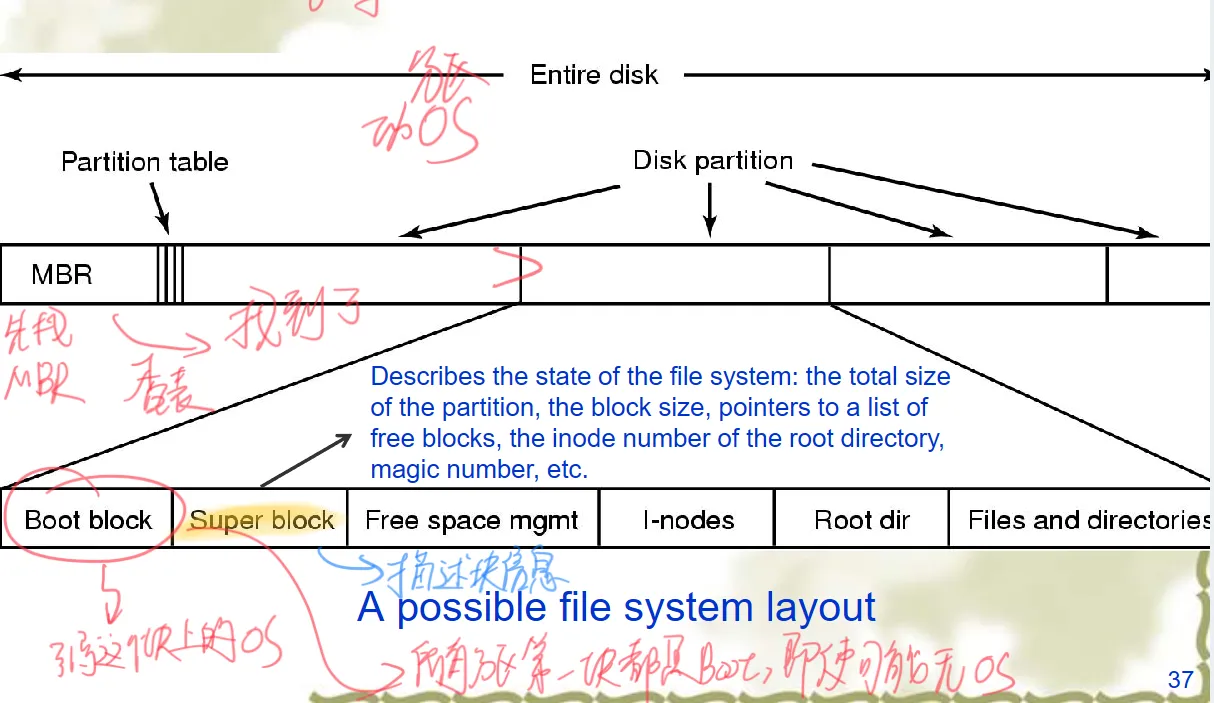 Entire disk
分区
动OS
Partition table
Disk partition
MBR
先找
MBR
查表
找到了
Describes the state of the file system: the total size
of the partition, the block size, pointers to a list of
free blocks, the inode number of the root directory,
magic number, etc.
Boot block
Super block
Free space mgmt
I-nodes
Root dir
Files and directories
描述块信息
A possible file system layout
引导这个块上的OS
所有分区第一块都是Boot，即使可能无OS
37